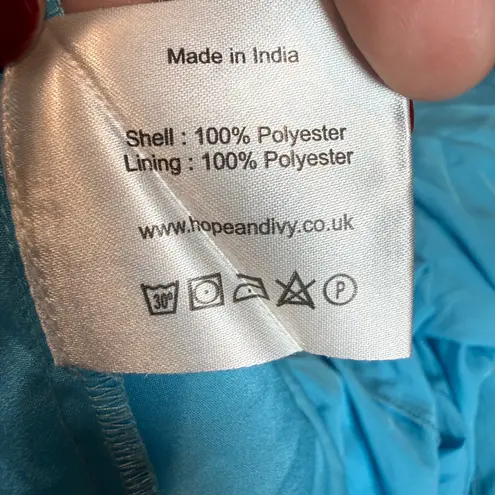 Made in India
Shell : 100% Polyester
Lining : 100% Polyester
www.hopeandivy.co.uk
30° P